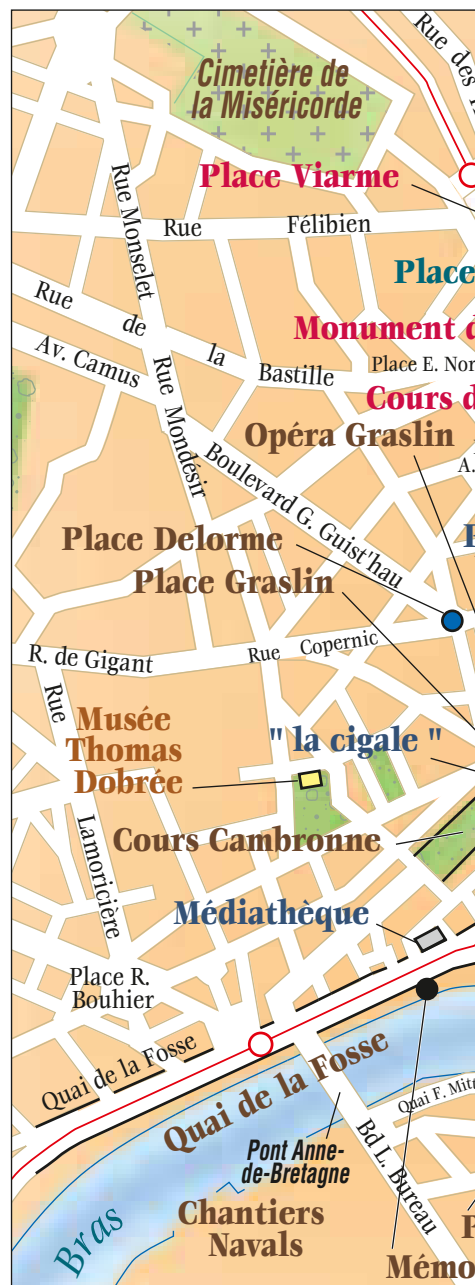 Rue des
Cimetière de
la Miséricorde
Place Viarme
Rue Monselet
Rue Félibien
Place
Rue de la Bastille
Monument d
Av. Camus
Place E. Nor
Cours d
Rue Mondésir
Opéra Graslin
A.
Boulevard G. Guist'hau
Place Delorme
Place Graslin
R. de Gigant
Rue Copernic
Rue Lamoricière
Musée
Thomas
Dobrée
" la cigale "
Cours Cambronne
Médiathèque
Place R.
Bouhier
Quai de la Fosse
Quai de la Fosse
Quai F. Mitt
Pont Anne-
de-Bretagne
Bd L. Bureau
Bras
Chantiers
Navals
Mémo